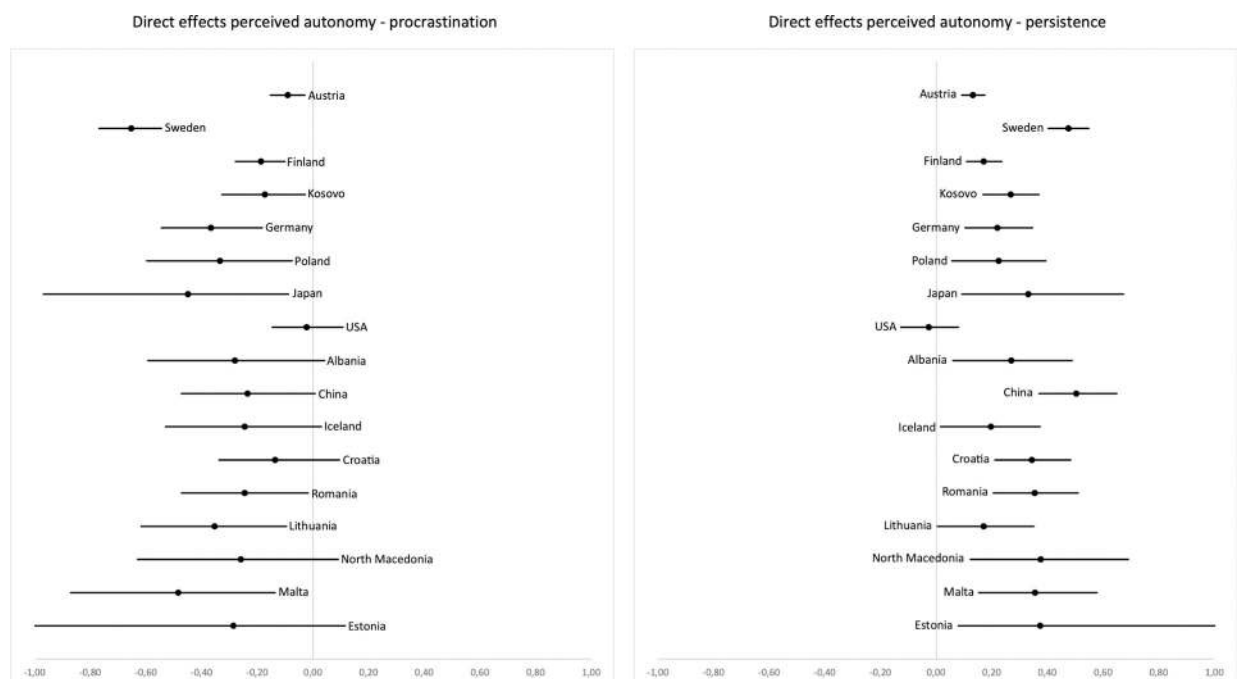 Direct effects perceived autonomy - procrastination
Austria
Sweden
Finland
Kosovo
Germany
Poland
Japan
USA
Albania
China
Iceland
Croatia
Romania
Lithuania
North Macedonia
Malta
Estonia
-1,00 -0,80 -0,60 -0,40 -0,20 0,00 0,20 0,40 0,60 0,80 1,00
Direct effects perceived autonomy - persistence
Austria
Sweden
Finland
Kosovo
Germany
Poland
Japan
USA
Albania
China
Iceland
Croatia
Romania
Lithuania
North Macedonia
Malta
Estonia
-1,00 -0,80 -0,60 -0,40 -0,20 0,00 0,20 0,40 0,60 0,80 1,00